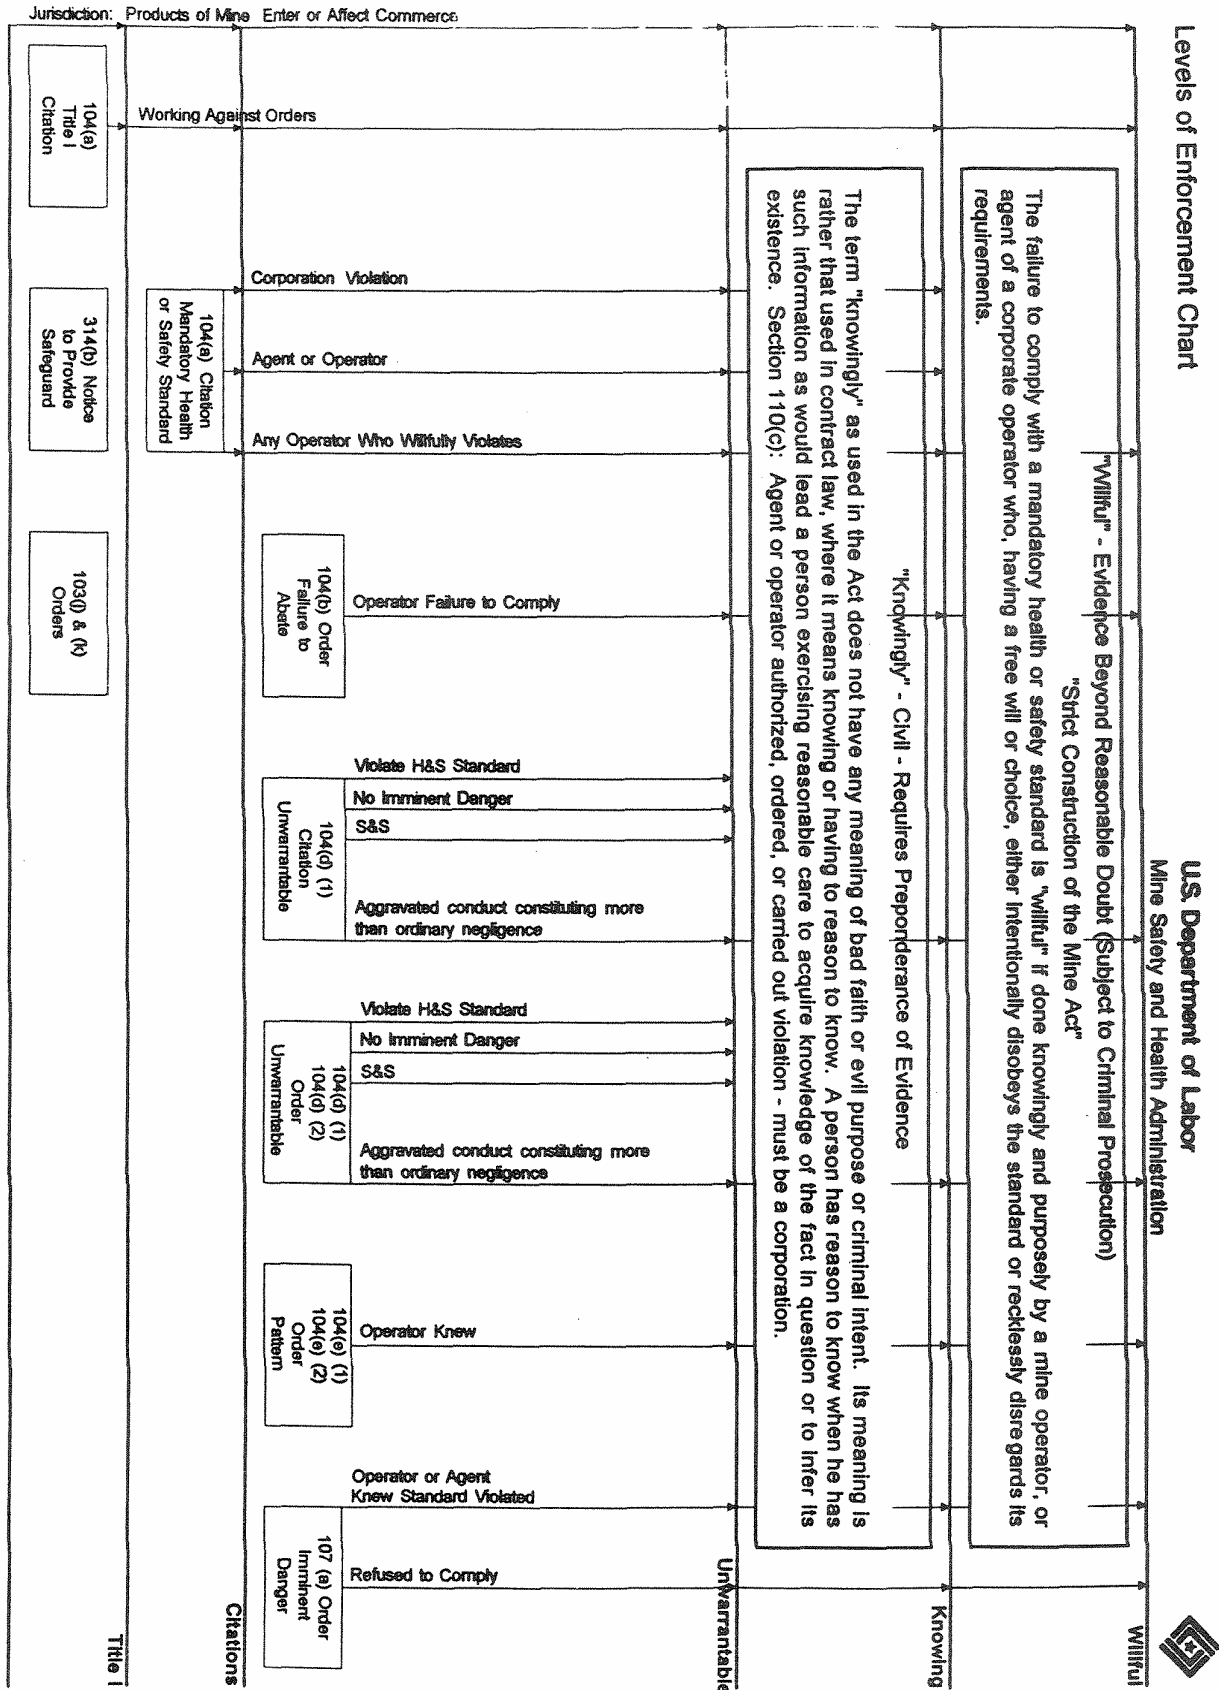 Levels of Enforcement Chart
U.S. Department of Labor
Mine Safety and Health Administration
Willful
"Willful" - Evidence Beyond Reasonable Doubt (Subject to Criminal Prosecution)
"Strict Construction of the Mine Act"
The failure to comply with a mandatory health or safety standard is "willful" if done knowingly and purposely by a mine operator, or
agent of a corporate operator who, having a free will or choice, either intentionally disobeys the standard or recklessly disregards its
requirements.
Knowing
"Knowingly" - Civil - Requires Preponderance of Evidence
The term "knowingly" as used in the Act does not have any meaning of bad faith or evil purpose or criminal intent. Its meaning is
rather that used in contract law, where it means knowing or having to reason to know. A person has reason to know when he has
such information as would lead a person exercising reasonable care to acquire knowledge of the fact in question or to infer its
existence. Section 110(c): Agent or operator authorized, ordered, or carried out violation - must be a corporation.
Unwarrantable
Jurisdiction: Products of Mine Enter or Affect Commerce
Working Against Orders
Corporation Violation
Agent or Operator
Any Operator Who Willfully Violates
Operator Failure to Comply
Violate H&S Standard
No Imminent Danger
S&S
Aggravated conduct constituting more
than ordinary negligence
Violate H&S Standard
No Imminent Danger
S&S
Aggravated conduct constituting more
than ordinary negligence
Operator Knew
Operator or Agent
Knew Standard Violated
Refused to Comply
104(b) Order
Failure to
Abate
104(d) (1)
Citation
Unwarrantable
104(d) (1)
104(d) (2)
Order
Unwarrantable
104(e) (1)
104(e) (2)
Order
Pattern
107 (a) Order
Imminent
Danger
Citations
104(a) Citation
Mandatory Health
or Safety Standard
Title I
104(a)
Title I
Citation
314(b) Notice
to Provide
Safeguard
103(j) & (k)
Orders